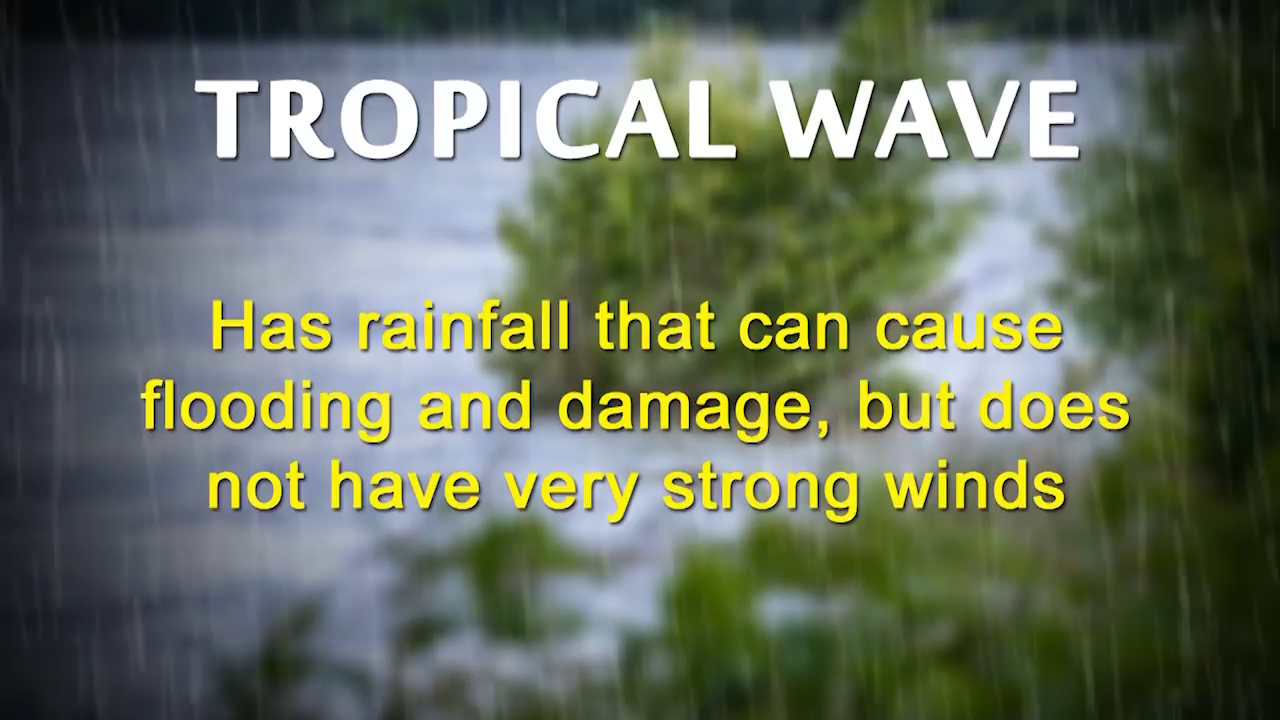 TROPICAL WAVE
Has rainfall that can cause
flooding and damage, but does
not have very strong winds